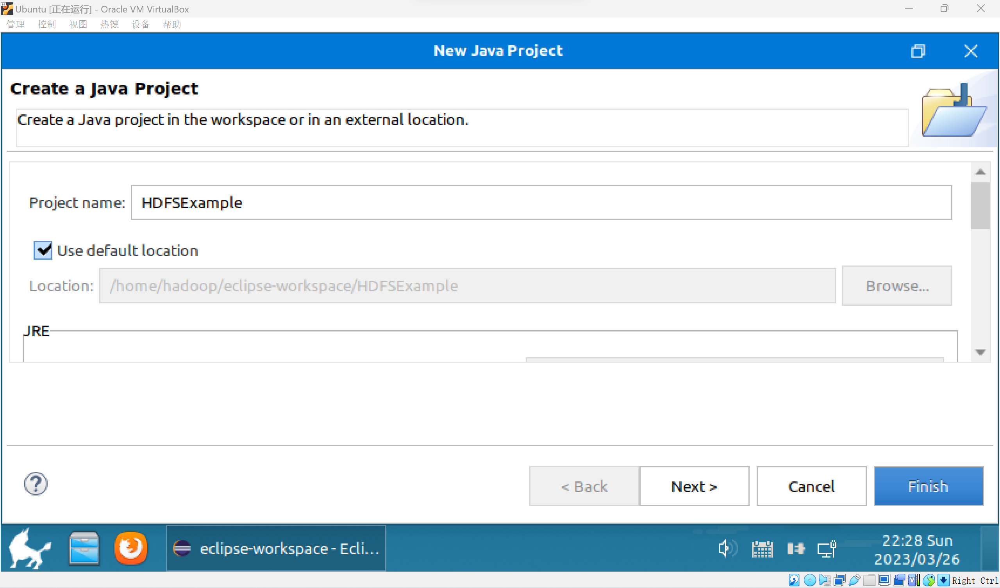 64
Ubuntu [正在运行] - Oracle VM VirtualBox
管理 控制 视图 热键 设备 帮助
New Java Project
Create a Java Project
Create a Java project in the workspace or in an external location.
Project name: HDFSExample
Use default location
Location: /home/hadoop/eclipse-workspace/HDFSExample Browse...
JRE
< Back Next > Cancel Finish
eclipse-workspace - Ecli...
22:28 Sun
2023/03/26
Right Ctrl